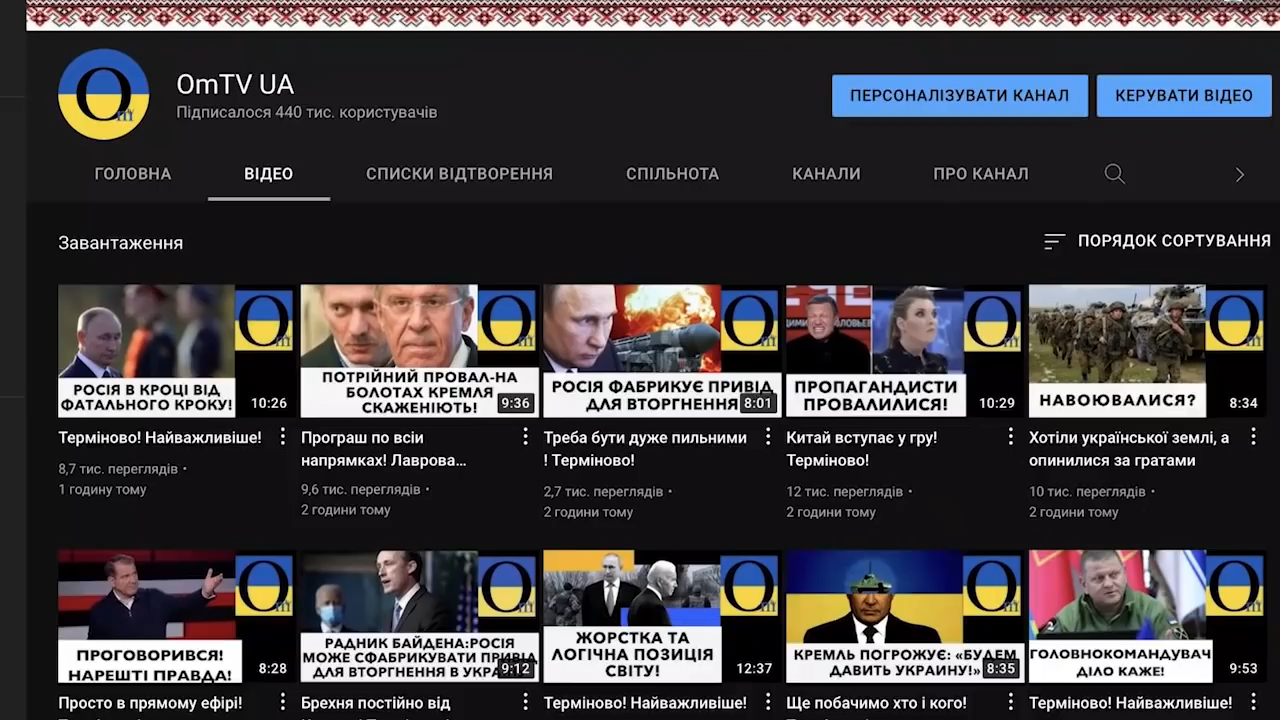 OmTV UA
Підписалося 440 тис. користувачів
ПЕРСОНАЛІЗУВАТИ КАНАЛ
КЕРУВАТИ ВІДЕО
ГОЛОВНА
ВІДЕО
СПИСКИ ВІДТВОРЕННЯ
СПІЛЬНОТА
КАНАЛИ
ПРО КАНАЛ
Завантаження
ПОРЯДОК СОРТУВАННЯ
РОСІЯ В КРОЦІ ВІД
ФАТАЛЬНОГО КРОКУ!
10:26
ПОТРІЙНИЙ ПРОВАЛ-НА
БОЛОТАХ КРЕМЛЯ
СКАЖЕНІЮТЬ!
9:36
РОСІЯ ФАБРИКУЄ ПРИВІД
ДЛЯ ВТОРГНЕННЯ
8:01
ПРОПАГАНДИСТИ
ПРОВАЛИЛИСЯ!
10:29
НАВОЮВАЛИСЯ?
8:34
Терміново! Найважливіше!
8,7 тис. переглядів •
1 годину тому
Програш по всіи
напрямках! Лаврова...
9,6 тис. переглядів •
2 години тому
Треба бути дуже пильними
! Терміново!
2,7 тис. переглядів •
2 години тому
Китай вступає у гру!
Терміново!
12 тис. переглядів •
2 години тому
Хотіли української землі, а
опинилися за гратами
10 тис. переглядів •
2 години тому
ПРОГОВОРИВСЯ!
НАРЕШТІ ПРАВДА!
8:28
РАДНИК БАЙДЕНА:РОСІЯ
МОЖЕ СФАБРИКУВАТИ ПРИВІД
ДЛЯ ВТОРГНЕННЯ В УКРА
9:12
ЖОРСТКА ТА
ЛОГІЧНА ПОЗИЦІЯ
СВІТУ!
12:37
КРЕМЛЬ ПОГРОЖУЄ: «БУДЕМ
ДАВИТЬ УКРАИНУ!»
8:35
ГОЛОВНОКОМАНДУВАЧ
ДІЛО КАЖЕ!
9:53
Просто в прямому ефірі!
Брехня постійно від
Терміново! Найважливіше!
Ще побачимо хто і кого!
Терміново! Найважливіше!